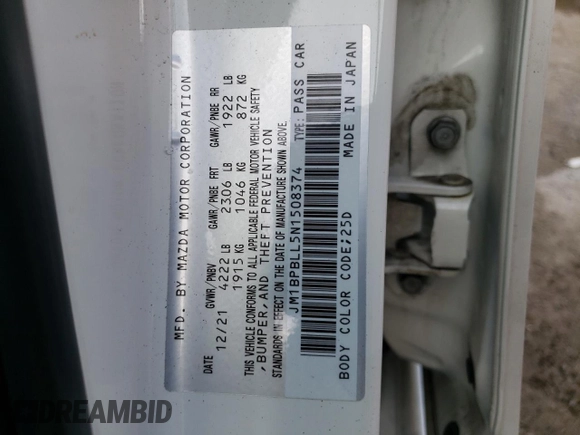 MFD. BY MAZDA MOTOR CORPORATION
DATE GVWR/PNBV GAWR/PNBE FRT GAWR/PNBE RR
12/21 4222 LB 2306 LB 1922 LB
1915 KG 1046 KG 872 KG
THIS VEHICLE CONFORMS TO ALL APPLICABLE FEDERAL MOTOR VEHICLE SAFETY
,BUMPER,AND THEFT PREVENTION
STANDARDS IN EFFECT ON THE DATE OF MANUFACTURE SHOWN ABOVE.
JM1BPBLL5N1508374 TYPE: PASS CAR
BODY COLOR CODE;25D MADE IN JAPAN
DREAMBID